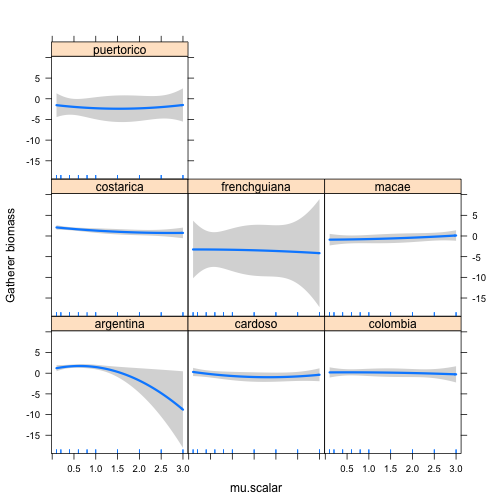 puertorico
5
0
-5
-10
-15
costarica
frenchguiana
macae
5
0
-5
-10
-15
argentina
cardoso
colombia
5
0
-5
-10
-15
0.5 1.0 1.5 2.0 2.5 3.0
0.5 1.0 1.5 2.0 2.5 3.0
Gatherer biomass
mu.scalar